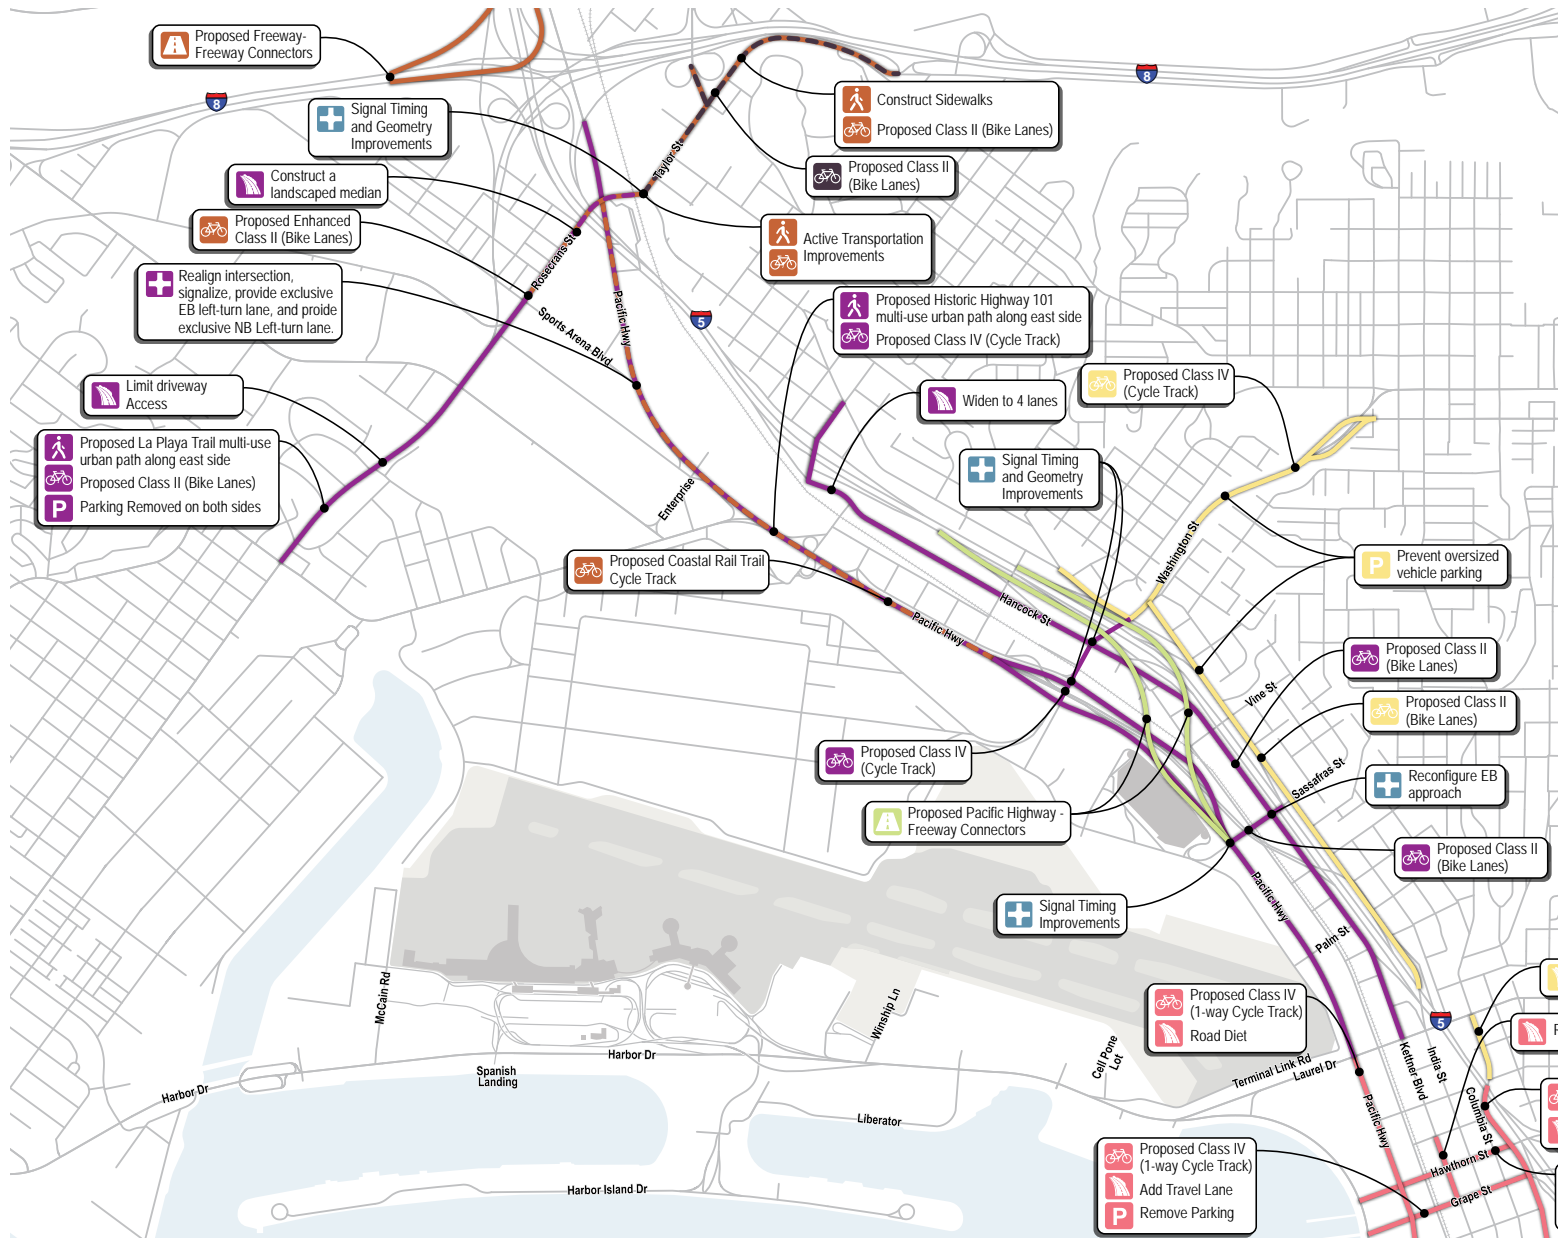 Proposed Freeway-
Freeway Connectors
8
8
Signal Timing
and Geometry
Improvements
Construct Sidewalks
Proposed Class II (Bike Lanes)
Taylor St
Proposed Class II
(Bike Lanes)
Construct a
landscaped median
Proposed Enhanced
Class II (Bike Lanes)
Active Transportation
Improvements
Rosecrans St
Realign intersection,
signalize, provide exclusive
EB left-turn lane, and proide
exclusive NB Left-turn lane.
Sports Arena Blvd
Pacific Hwy
5
Proposed Historic Highway 101
multi-use urban path along east side
Proposed Class IV (Cycle Track)
Limit driveway
Access
Widen to 4 lanes
Proposed Class IV
(Cycle Track)
Proposed La Playa Trail multi-use
urban path along east side
Proposed Class II (Bike Lanes)
P
Parking Removed on both sides
Signal Timing
and Geometry
Improvements
Enterprise
Washington St
P
Prevent oversized
vehicle parking
Proposed Coastal Rail Trail
Cycle Track
Hancock St
Pacific Hwy
Proposed Class II
(Bike Lanes)
Vine St
Proposed Class II
(Bike Lanes)
Proposed Class IV
(Cycle Track)
Sassafras St
Reconfigure EB
approach
Proposed Pacific Highway -
Freeway Connectors
Proposed Class II
(Bike Lanes)
Signal Timing
Improvements
Pacific Hwy
Palm St
McCain Rd
Winship Ln
Proposed Class IV
(1-way Cycle Track)
Road Diet
5
Cell Pone
Lot
Harbor Dr
Spanish
Landing
Terminal Link Rd
Laurel Dr
Kettner Blvd
India St
Harbor Dr
Liberator
Pacific Hwy
Columbia St
Proposed Class IV
(1-way Cycle Track)
Add Travel Lane
P
Remove Parking
Hawthorn St
Grape St
Harbor Island Dr